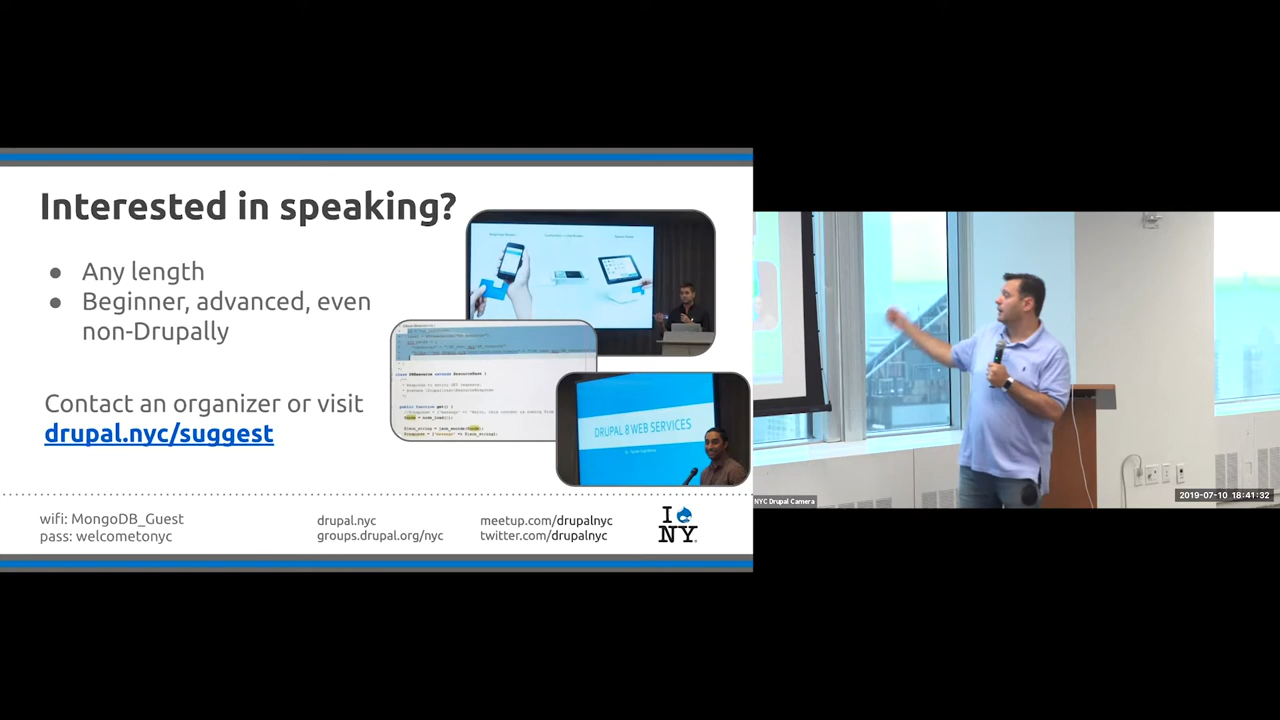 Interested in speaking?
● Any length
● Beginner, advanced, even
non-Drupally
Contact an organizer or visit
drupal.nyc/suggest
DRUPAL 8 WEB SERVICES
wifi: MongoDB_Guest
pass: welcometonyc
drupal.nyc
groups.drupal.org/nyc
meetup.com/drupalnyc
twitter.com/drupalnyc
I
NY
NYC Drupal Camera
2019-07-10 18:41:32